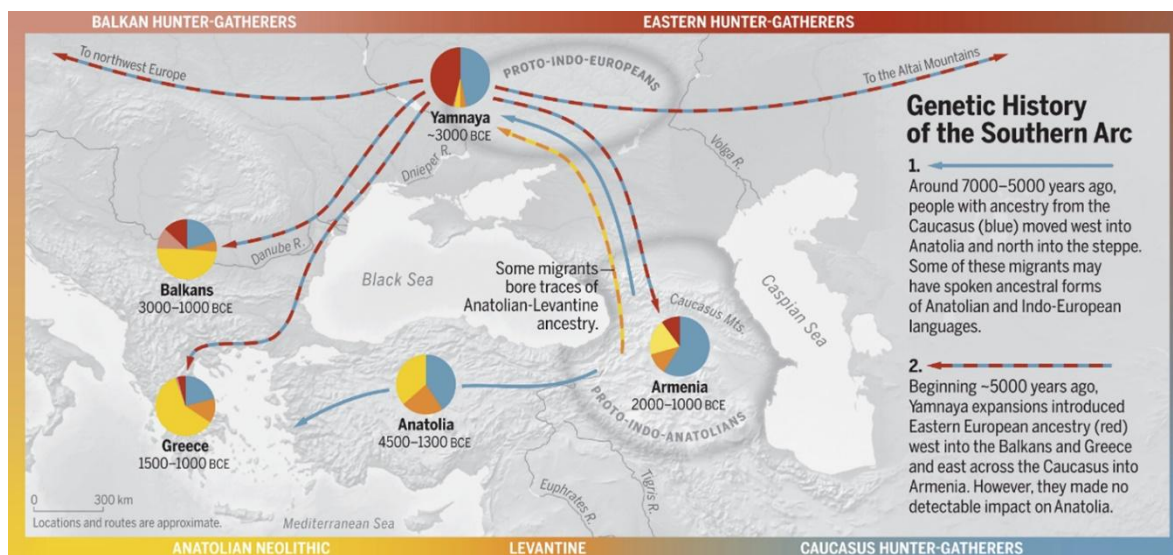 BALKAN HUNTER-GATHERERS
EASTERN HUNTER-GATHERERS
To northwest Europe
PROTO-INDO-EUROPEANS
To the Altai Mountains
Yamnaya
~3000 BCE
Dnieper R.
Volga R.
Danube R.
Balkans
3000–1000 BCE
Black Sea
Some migrants
bore traces of
Anatolian-Levantine
ancestry.
Caucasus Mts.
Caspian Sea
Armenia
2000–1000 BCE
PROTO-INDO-ANATOLIANS
Anatolia
4500–1300 BCE
Greece
1500–1000 BCE
Euphrates R.
Tigris R.
Mediterranean Sea
0 300 km
Locations and routes are approximate.
Genetic History
of the Southern Arc
1.
Around 7000–5000 years ago,
people with ancestry from the
Caucasus (blue) moved west into
Anatolia and north into the steppe.
Some of these migrants may
have spoken ancestral forms
of Anatolian and Indo-European
languages.
2.
Beginning ~5000 years ago,
Yamnaya expansions introduced
Eastern European ancestry (red)
west into the Balkans and Greece
and east across the Caucasus into
Armenia. However, they made no
detectable impact on Anatolia.
ANATOLIAN NEOLITHIC
LEVANTINE
CAUCASUS HUNTER-GATHERERS